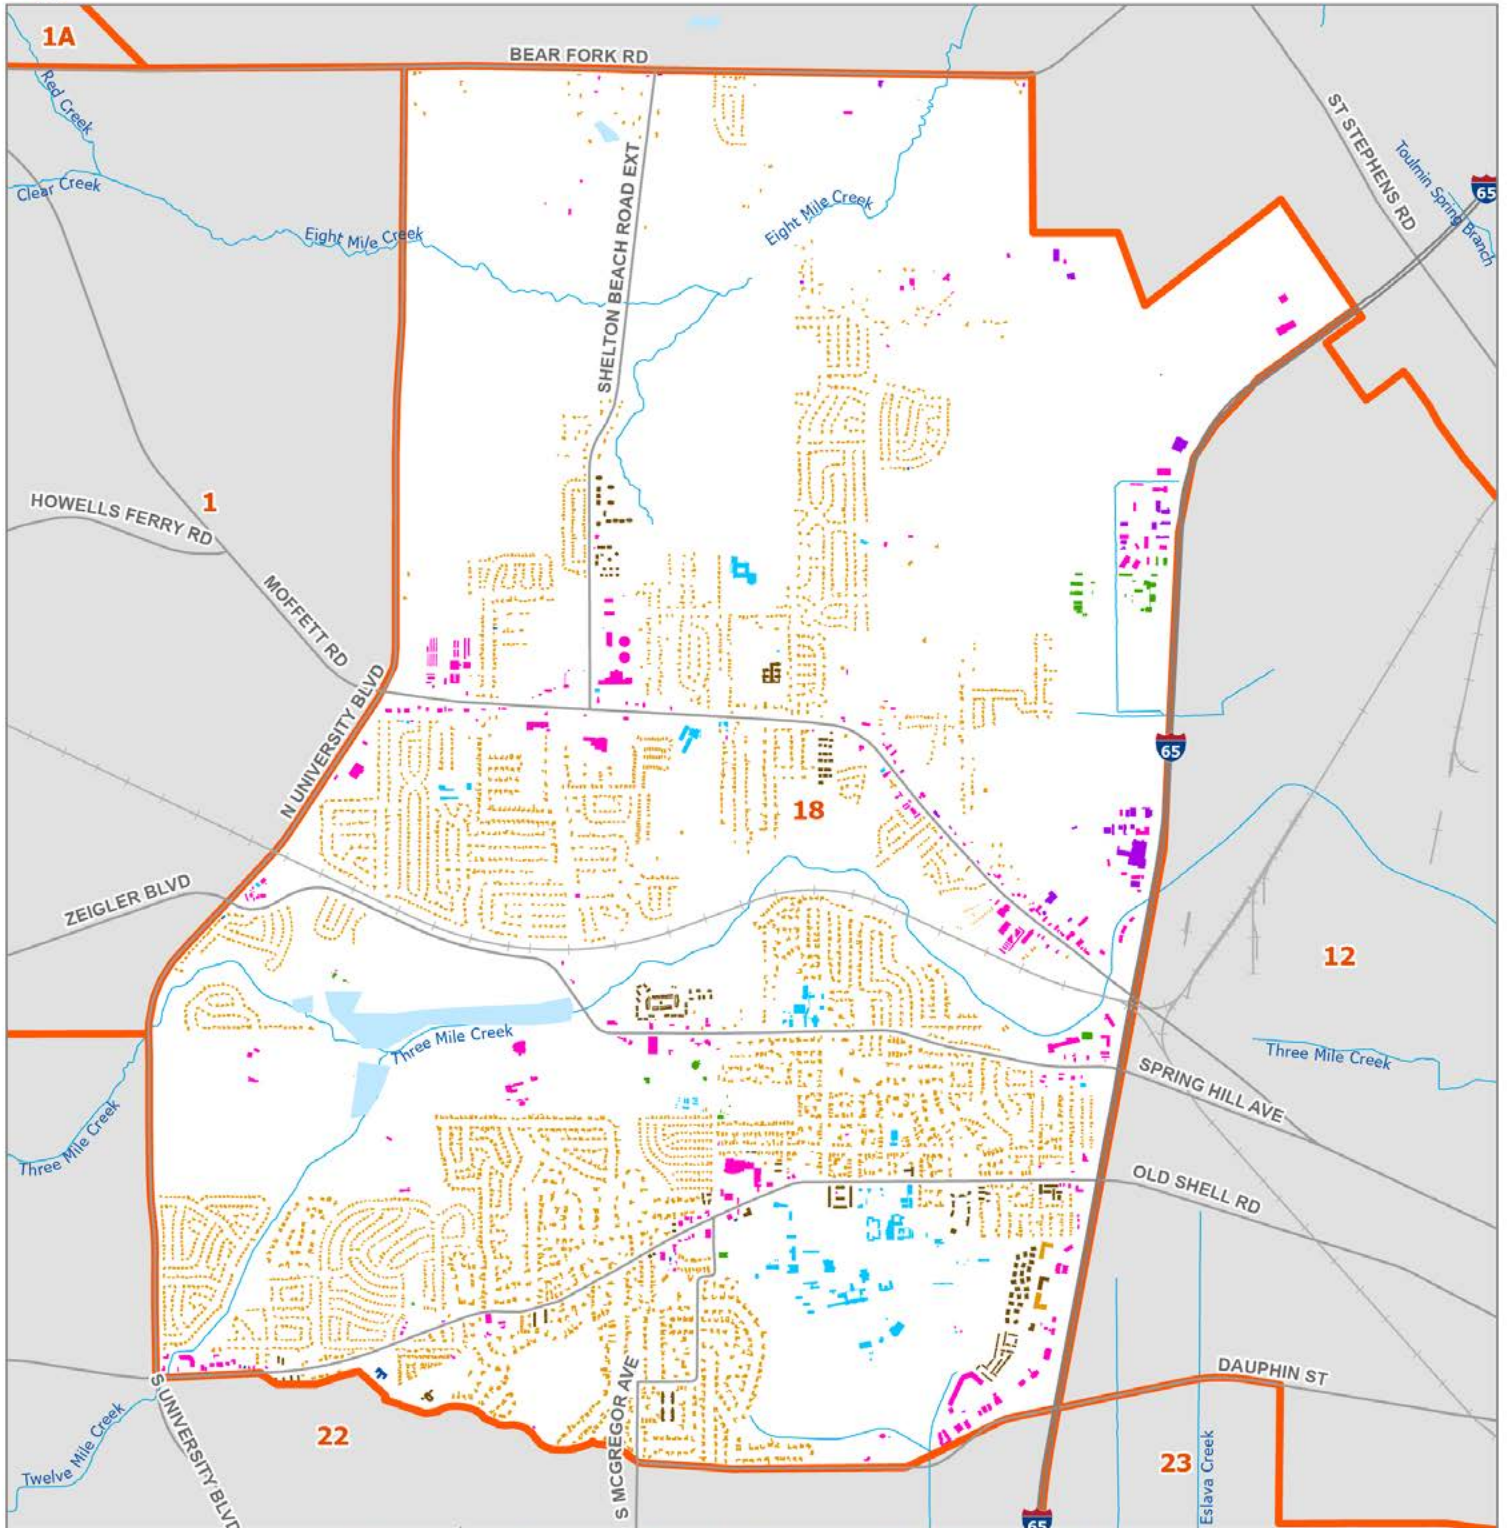 1A
BEAR FORK RD
Red Creek
ST STEPHENS RD
Toulmin Spring Branch
65
Clear Creek
Eight Mile Creek
Eight Mile Creek
SHELTON BEACH ROAD EXT
1
HOWELLS FERRY RD
MOFFETT RD
N UNIVERSITY BLVD
65
18
ZEIGLER BLVD
12
Three Mile Creek
Three Mile Creek
SPRING HILL AVE
Three Mile Creek
OLD SHELL RD
DAUPHIN ST
S UNIVERSITY BLVD
S MCGREGOR AVE
22
23
Twelve Mile Creek
Eslava Creek
65